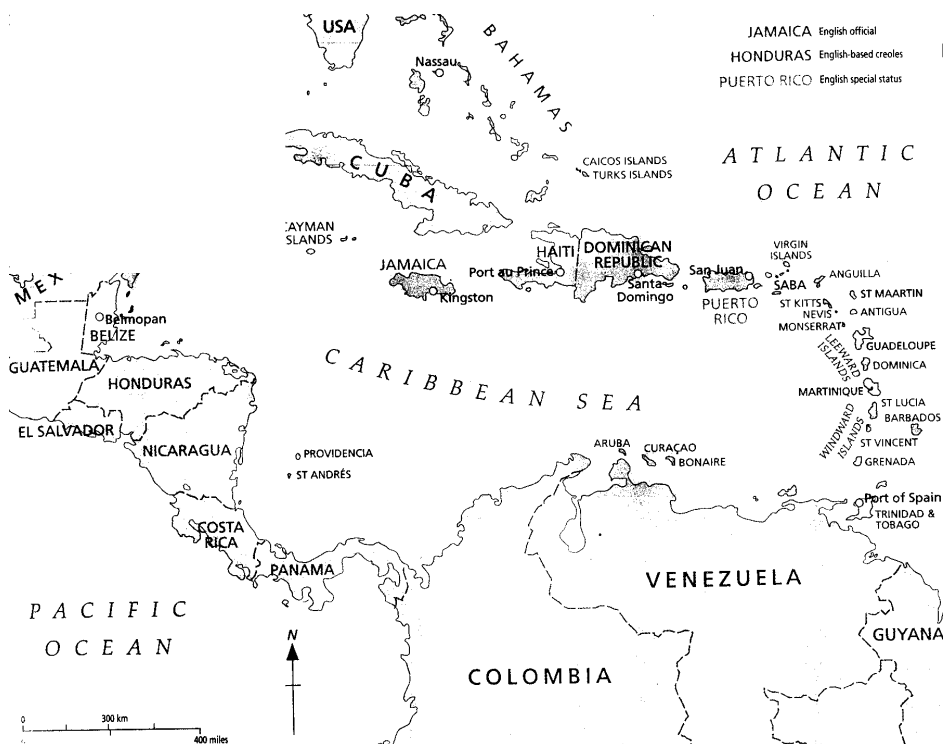 USA
BAHAMAS
Nassau
JAMAICA English official
HONDURAS English-based creoles
PUERTO RICO English special status
ATLANTIC
OCEAN
CUBA
CAICOS ISLANDS
TURKS ISLANDS
CAYMAN
ISLANDS
JAMAICA
Kingston
HAITI
Port au Prince
DOMINICAN
REPUBLIC
Santa
Domingo
San Juan
PUERTO
RICO
VIRGIN
ISLANDS
SABA
ANGUILLA
ST KITTS
NEVIS
MONSERRAT
ST MAARTIN
ANTIGUA
LEEWARD
ISLANDS
GUADELOUPE
DOMINICA
MARTINIQUE
WINDWARD
ISLANDS
ST LUCIA
BARBADOS
ST VINCENT
GRENADA
MEX
Belmopan
BELIZE
GUATEMALA
HONDURAS
EL SALVADOR
NICARAGUA
CARIBBEAN SEA
PROVIDENCIA
ST ANDRÉS
ARUBA
CURAÇAO
BONAIRE
Port of Spain
TRINIDAD &
TOBAGO
COSTA
RICA
PANAMA
VENEZUELA
GUYANA
COLOMBIA
PACIFIC
OCEAN
N
0 300 km
400 miles